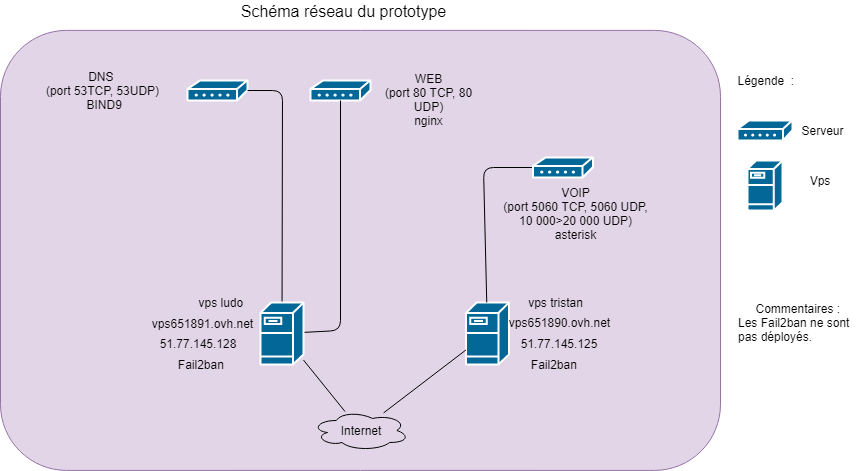 Schéma réseau du prototype
DNS
(port 53TCP, 53UDP)
BIND9
WEB
(port 80 TCP, 80
UDP)
nginx
VOIP
(port 5060 TCP, 5060 UDP,
10 000>20 000 UDP)
asterisk
vps ludo
vps651891.ovh.net
51.77.145.128
Fail2ban
vps tristan
vps651890.ovh.net
51.77.145.125
Fail2ban
Internet
Légende :
Serveur
Vps
Commentaires :
Les Fail2ban ne sont
pas déployés.